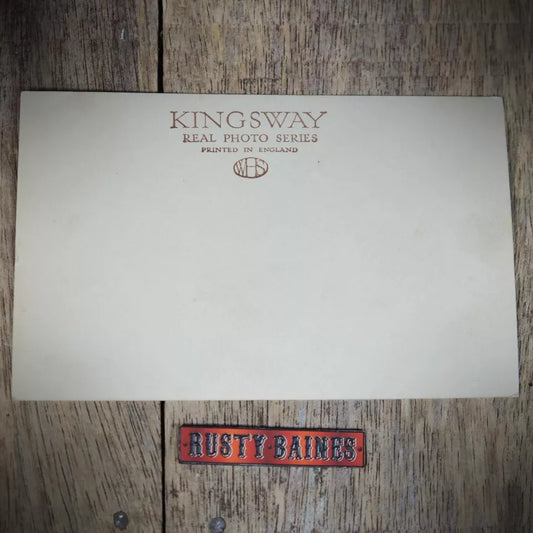 KINGSWAY
REAL PHOTO SERIES
PRINTED IN ENGLAND
WHS
RUSTY·BAINES